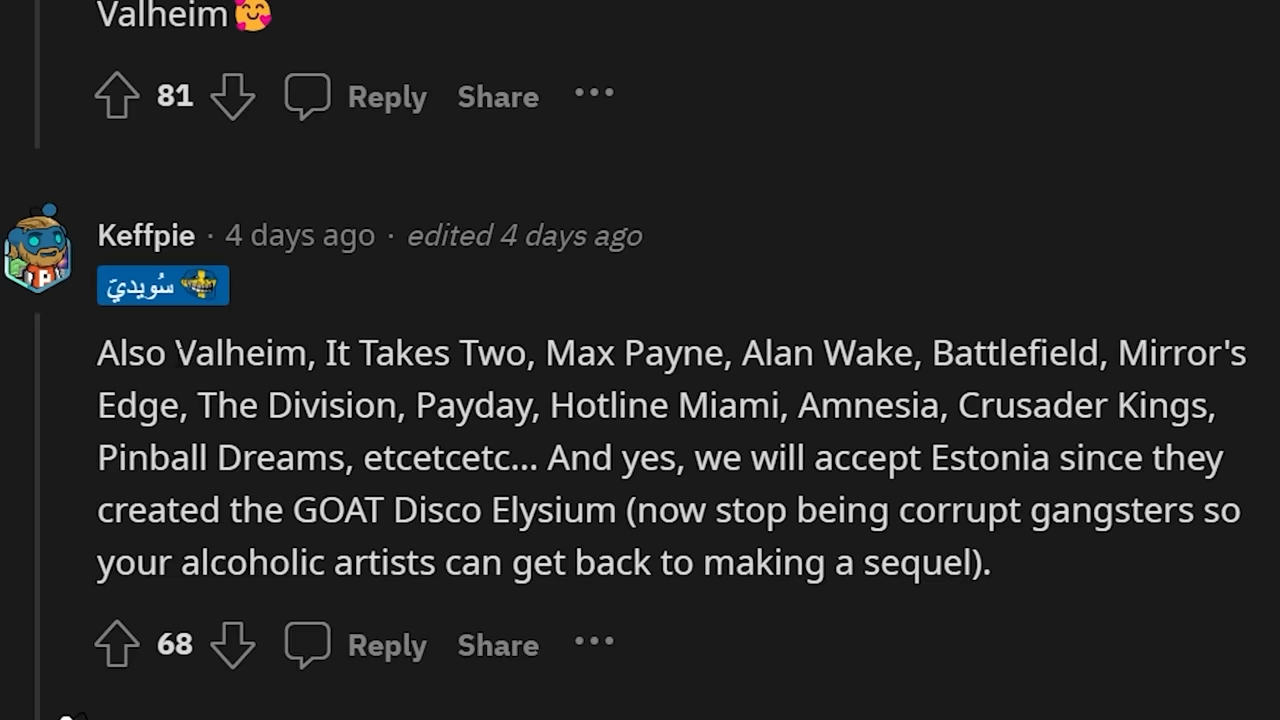 Valheim🥰
81 Reply Share ...
Keffpie · 4 days ago · edited 4 days ago
سُويديّ
Also Valheim, It Takes Two, Max Payne, Alan Wake, Battlefield, Mirror's
Edge, The Division, Payday, Hotline Miami, Amnesia, Crusader Kings,
Pinball Dreams, etcetcetc... And yes, we will accept Estonia since they
created the GOAT Disco Elysium (now stop being corrupt gangsters so
your alcoholic artists can get back to making a sequel).
68 Reply Share ...